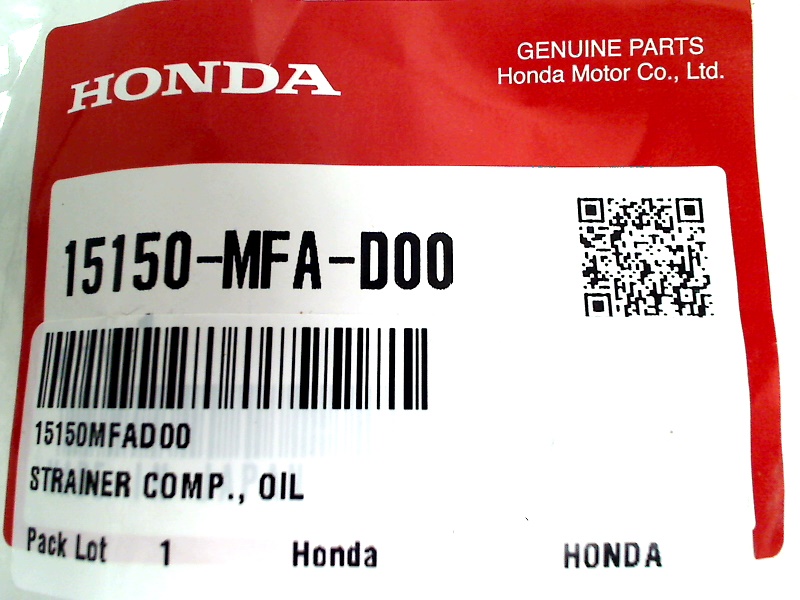 HONDA
GENUINE PARTS
Honda Motor Co., Ltd.
15150-MFA-D00
15150MFAD00
STRAINER COMP., OIL
Pack Lot 1 Honda HONDA